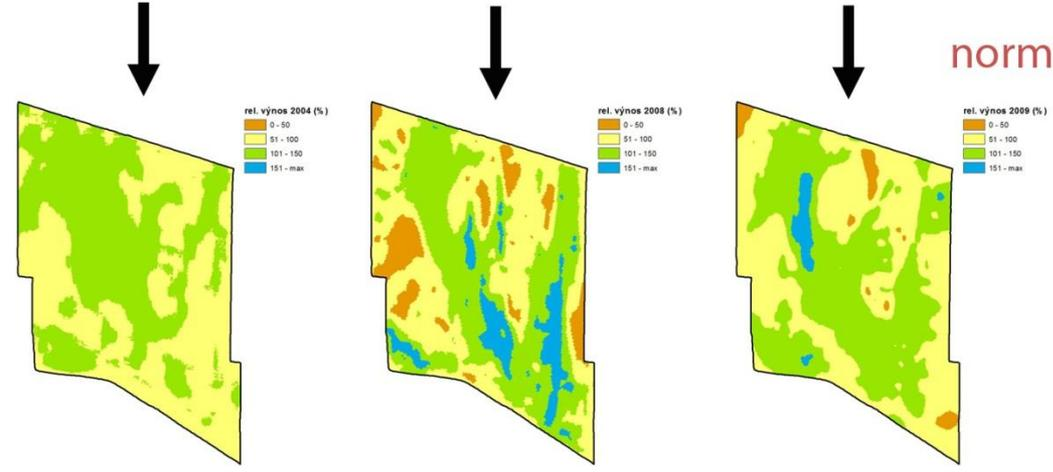 norm
rel. výnos 2004 (%)
0 - 50
51 - 100
101 - 150
151 - max
rel. výnos 2008 (%)
0 - 50
51 - 100
101 - 150
151 - max
rel. výnos 2009 (%)
0 - 50
51 - 100
101 - 150
151 - max